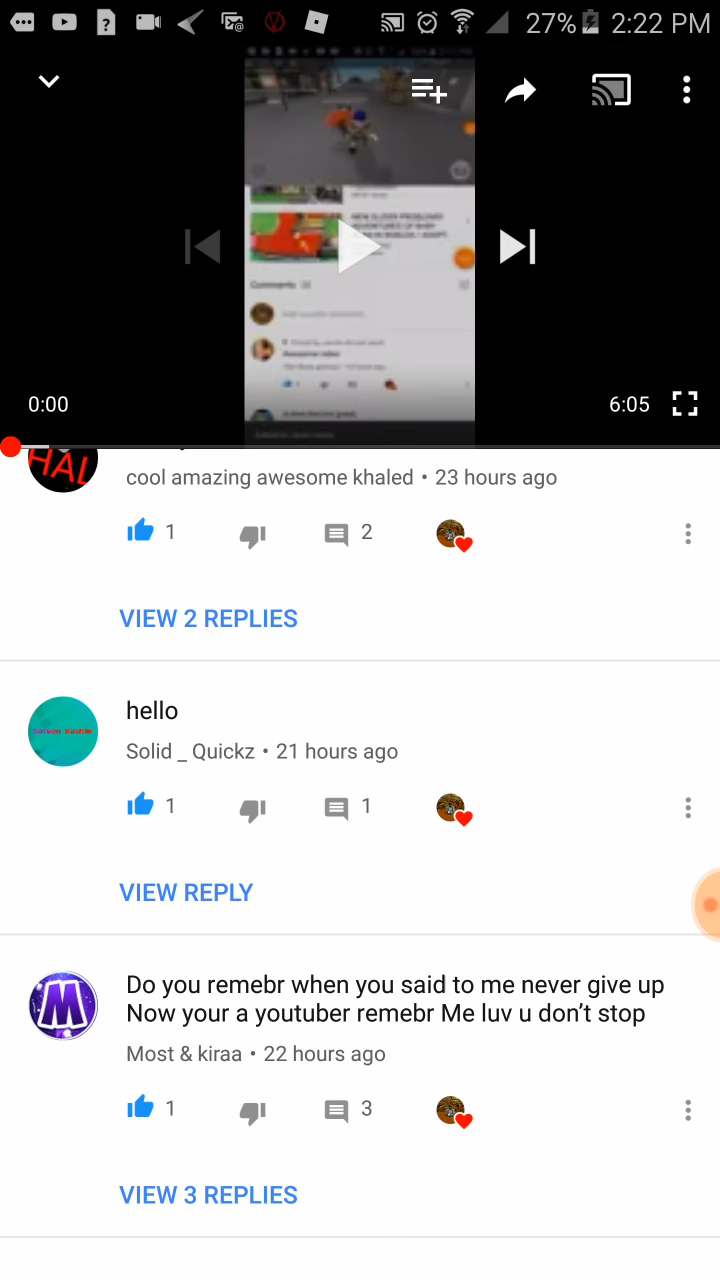 27% 2:22 PM
0:00
6:05
HAL
cool amazing awesome khaled • 23 hours ago
1 2
VIEW 2 REPLIES
hello
Solid _ Quickz • 21 hours ago
1 1
VIEW REPLY
M
Do you remebr when you said to me never give up
Now your a youtuber remebr Me luv u don’t stop
Most & kiraa • 22 hours ago
1 3
VIEW 3 REPLIES